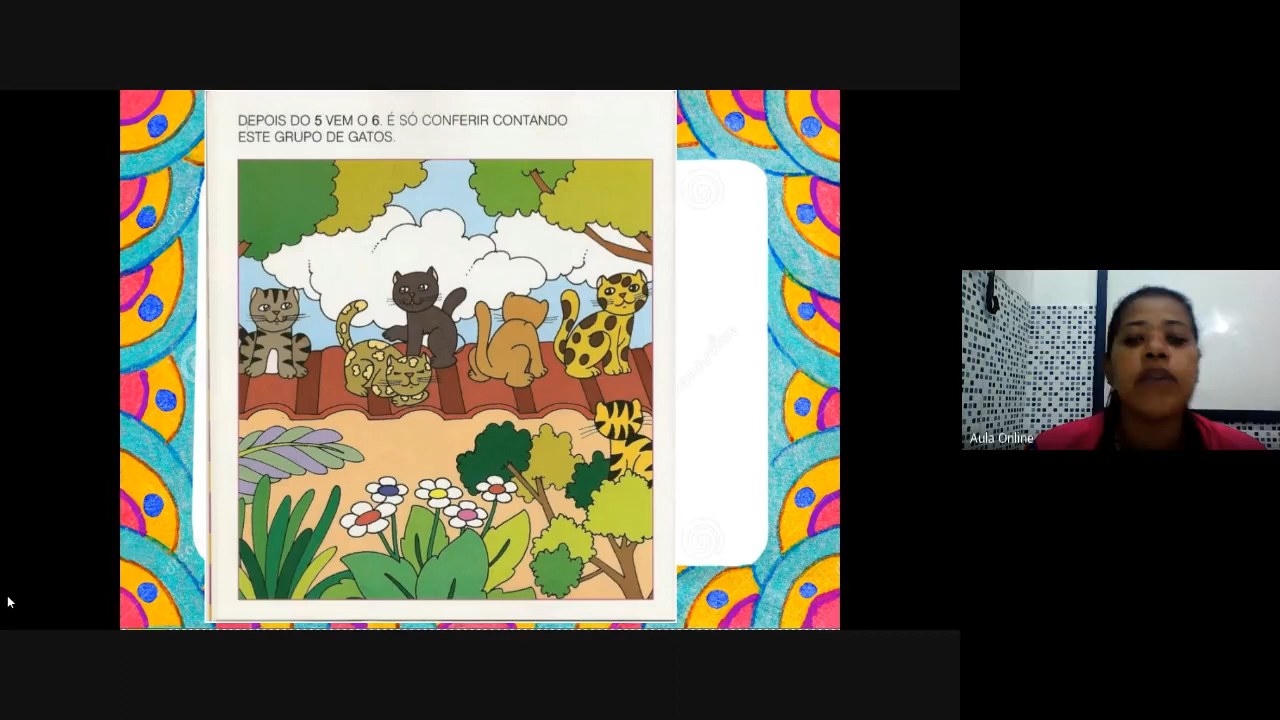 DEPOIS DO 5 VEM O 6. É SÓ CONFERIR CONTANDO
ESTE GRUPO DE GATOS.
Aula Online